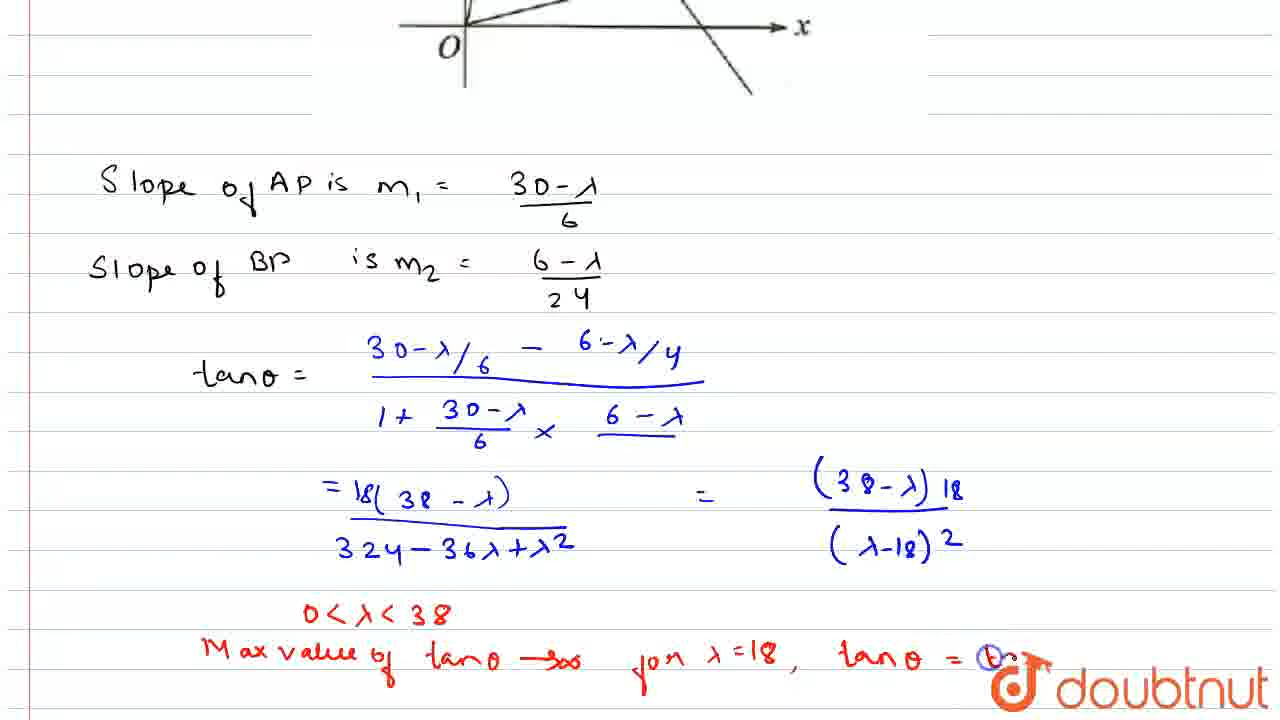 O x
Slope of AP is m₁ = 30-λ/6
Slope of BP is m₂ = 6-λ/24
tanθ = (30-λ/6 - 6-λ/4) / (1 + 30-λ/6 × 6-λ)
= 18(38-λ) / 324-36λ+λ² = (38-λ)18 / (λ-18)²
0<λ<38
Max value of tanθ → ∞ for λ=18, tanθ =
doubtnut